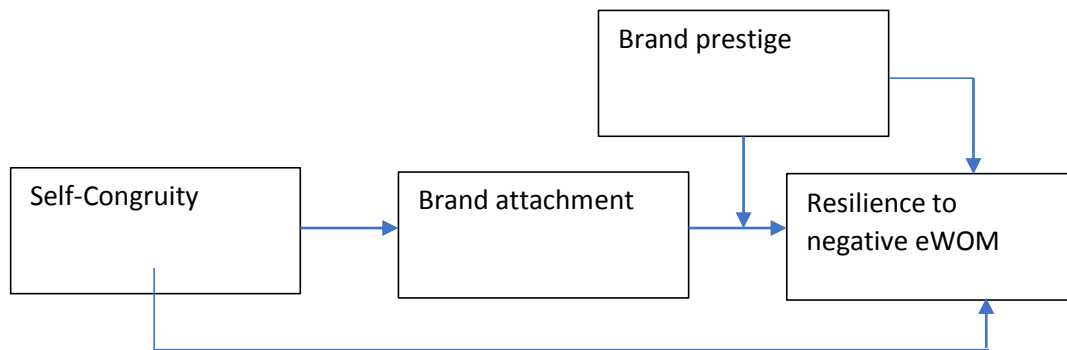 Brand prestige
Self-Congruity
Brand attachment
Resilience to
negative eWOM